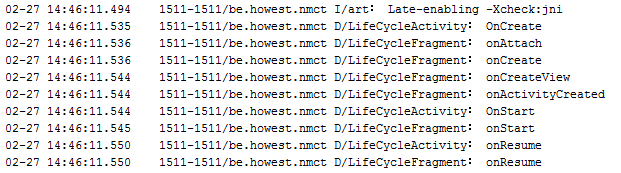 02-27 14:46:11.494 1511-1511/be.howest.nmct I/art: Late-enabling -Xcheck:jni
02-27 14:46:11.535 1511-1511/be.howest.nmct D/LifeCycleActivity: OnCreate
02-27 14:46:11.536 1511-1511/be.howest.nmct D/LifeCycleFragment: onAttach
02-27 14:46:11.536 1511-1511/be.howest.nmct D/LifeCycleFragment: onCreate
02-27 14:46:11.544 1511-1511/be.howest.nmct D/LifeCycleFragment: onCreateView
02-27 14:46:11.544 1511-1511/be.howest.nmct D/LifeCycleFragment: onActivityCreated
02-27 14:46:11.544 1511-1511/be.howest.nmct D/LifeCycleActivity: OnStart
02-27 14:46:11.545 1511-1511/be.howest.nmct D/LifeCycleFragment: onStart
02-27 14:46:11.550 1511-1511/be.howest.nmct D/LifeCycleActivity: onResume
02-27 14:46:11.550 1511-1511/be.howest.nmct D/LifeCycleFragment: onResume